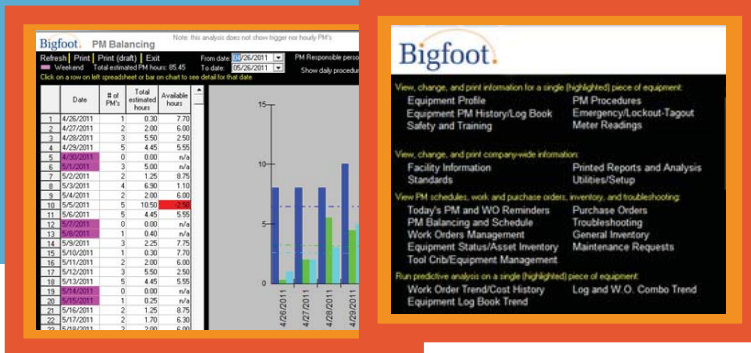 Bigfoot. PM Balancing
Note: this analysis does not show trigger nor hourly PM's
Refresh | Print | Print (draft) | Exit
From date: 04/26/2011
PM Responsible perso
Weekend Total estimated PM hours: 85.45
To date: 05/26/2011
Show daily procedur
Click on a row on left spreadsheet or bar on chart to see detail for that date
Date # of PM's Total estimated hours Available hours
1 4/26/2011 1 0.30 7.70
2 4/27/2011 2 2.00 6.00
3 4/28/2011 3 5.50 2.50
4 4/29/2011 5 4.45 5.55
5 4/30/2011 0 0.00 n/a
6 5/1/2011 3 5.00 n/a
7 5/2/2011 2 1.25 8.75
8 5/3/2011 4 6.90 1.10
9 5/4/2011 2 2.00 6.00
10 5/5/2011 5 10.50 -2.50
11 5/6/2011 5 4.45 5.55
12 5/7/2011 0 0.00 n/a
13 5/8/2011 1 0.40 n/a
14 5/9/2011 3 2.25 7.75
15 5/10/2011 1 0.30 7.70
16 5/11/2011 2 2.00 6.00
17 5/12/2011 3 5.50 2.50
18 5/13/2011 5 4.45 5.55
19 5/14/2011 0 0.00 n/a
20 5/15/2011 1 0.25 n/a
21 5/16/2011 2 1.25 8.75
22 5/17/2011 2 1.70 6.30
23 5/18/2011 2 2.00 6.00
15
10
5
0
4/26/2011
4/27/2011
4/28/2011
4/29/2011
Bigfoot.
View, change, and print information for a single (highlighted) piece of equipment:
Equipment Profile
PM Procedures
Equipment PM History/Log Book
Emergency/Lockout-Tagout
Safety and Training
Meter Readings
View, change, and print company-wide information:
Facility Information
Printed Reports and Analysis
Standards
Utilities/Setup
View PM schedules, work and purchase orders, inventory, and troubleshooting:
Today's PM and WO Reminders
Purchase Orders
PM Balancing and Schedule
Troubleshooting
Work Orders Management
General Inventory
Equipment Status/Asset Inventory
Maintenance Requests
Tool Crib/Equipment Management
Run predictive analysis on a single (highlighted) piece of equipment:
Work Order Trend/Cost History
Log and W.O. Combo Trend
Equipment Log Book Trend